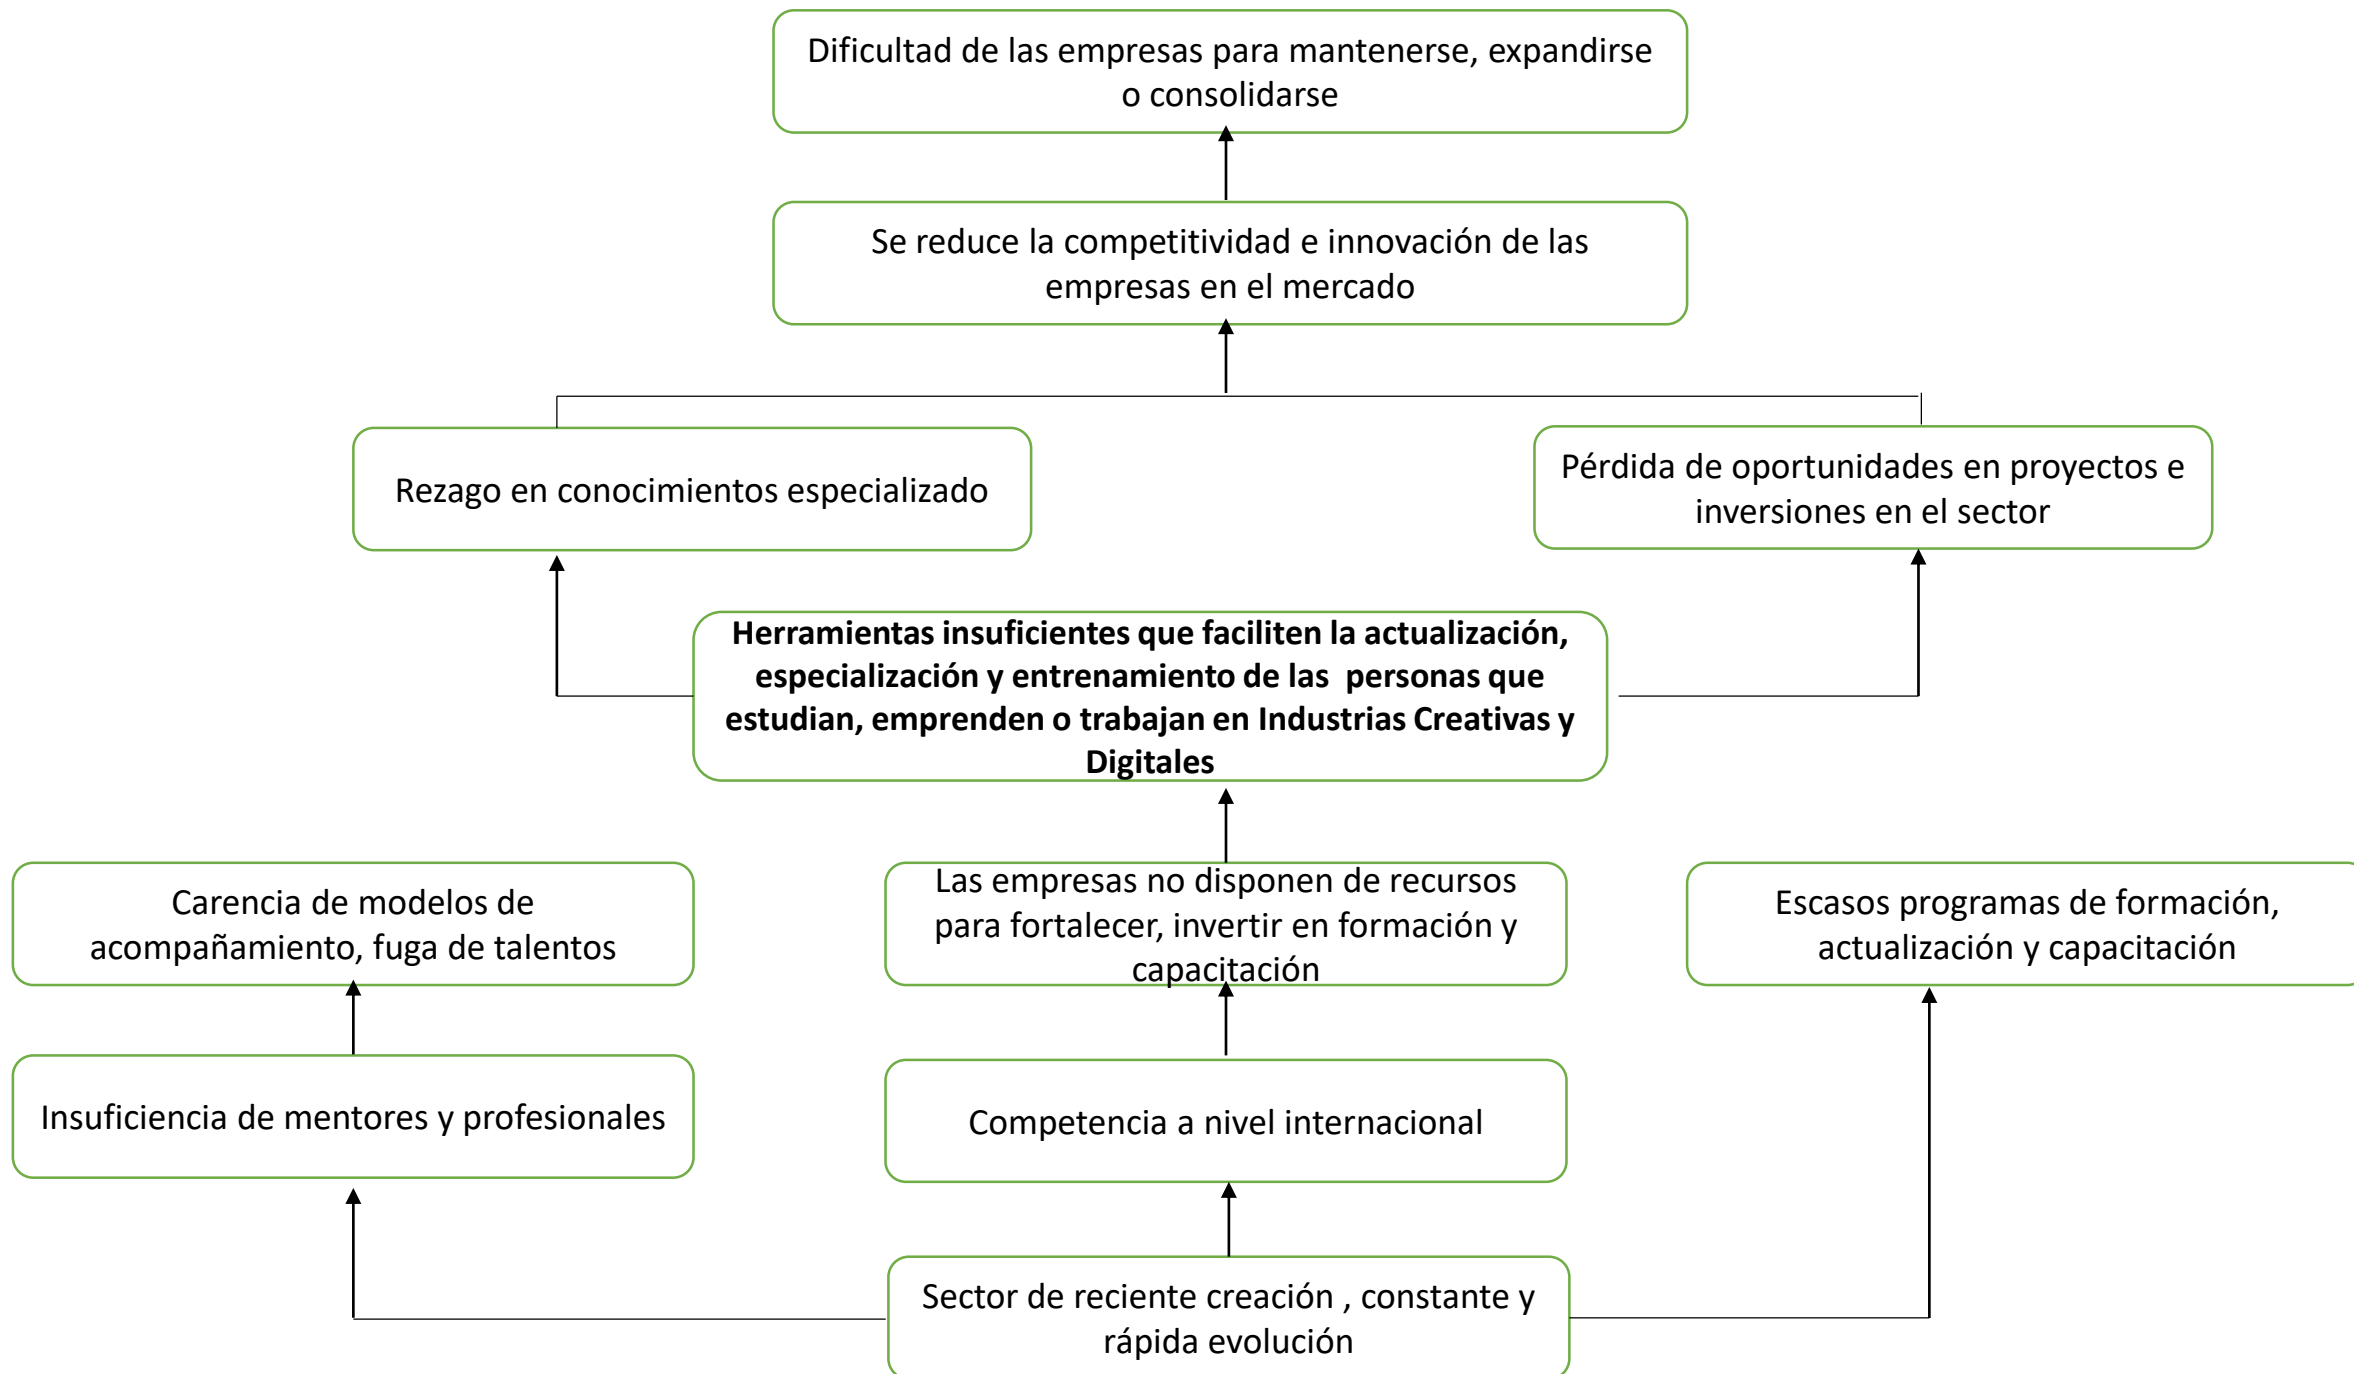 Dificultad de las empresas para mantenerse, expandirse
o consolidarse
Se reduce la competitividad e innovación de las
empresas en el mercado
Rezago en conocimientos especializado
Pérdida de oportunidades en proyectos e
inversiones en el sector
Herramientas insuficientes que faciliten la actualización,
especialización y entrenamiento de las  personas que
estudian, emprenden o trabajan en Industrias Creativas y
Digitales
Carencia de modelos de
acompañamiento, fuga de talentos
Las empresas no disponen de recursos
para fortalecer, invertir en formación y
capacitación
Escasos programas de formación,
actualización y capacitación
Insuficiencia de mentores y profesionales
Competencia a nivel internacional
Sector de reciente creación , constante y
rápida evolución